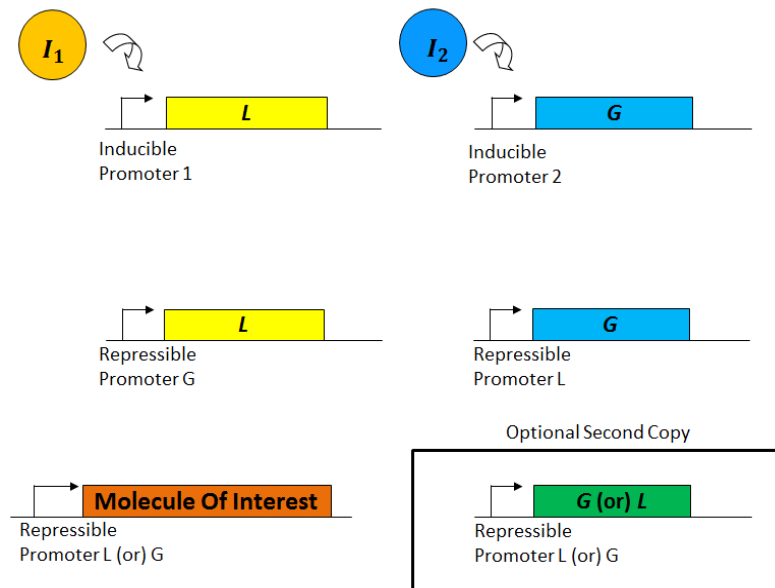 I₁
I₂
L
G
Inducible
Promoter 1
Inducible
Promoter 2
L
G
Repressible
Promoter G
Repressible
Promoter L
Optional Second Copy
Molecule Of Interest
G (or) L
Repressible
Promoter L (or) G
Repressible
Promoter L (or) G